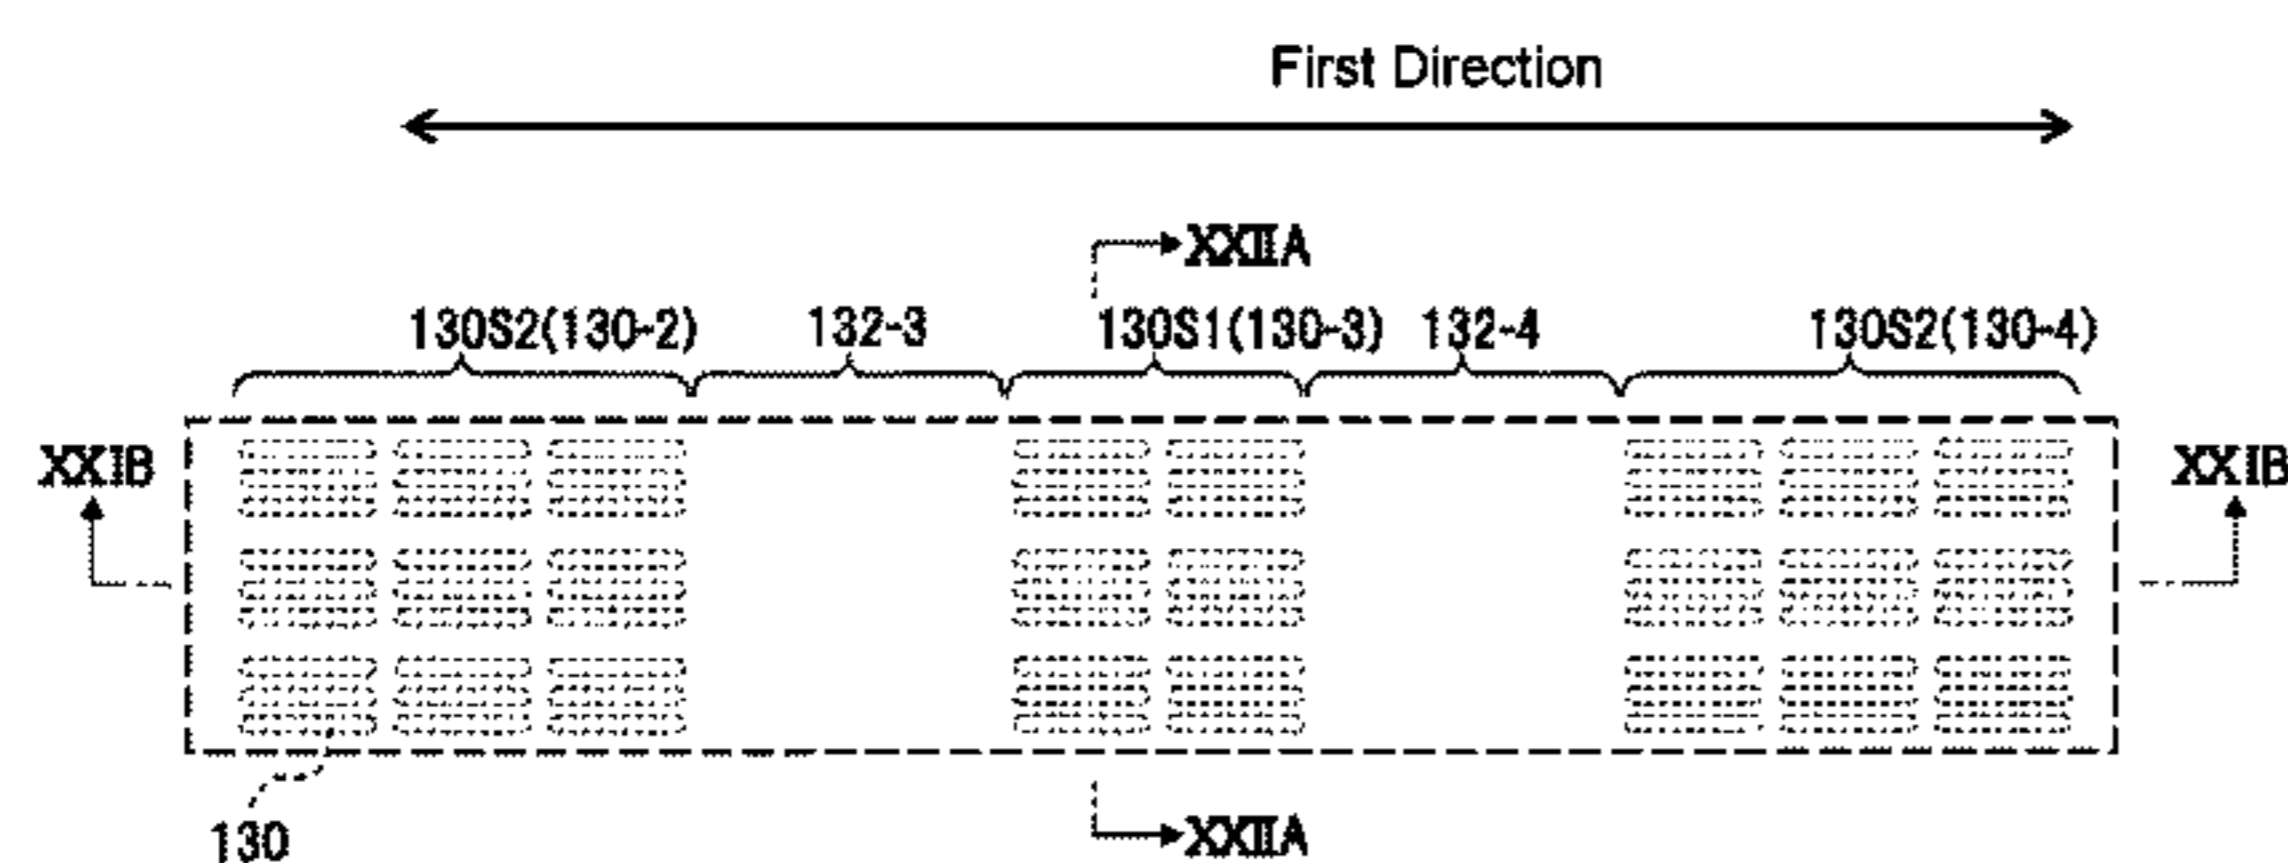 First Direction
XXIIA
130S2(130-2) 132-3 130S1(130-3) 132-4 130S2(130-4)
XXIB XXIB
130 XXIIA